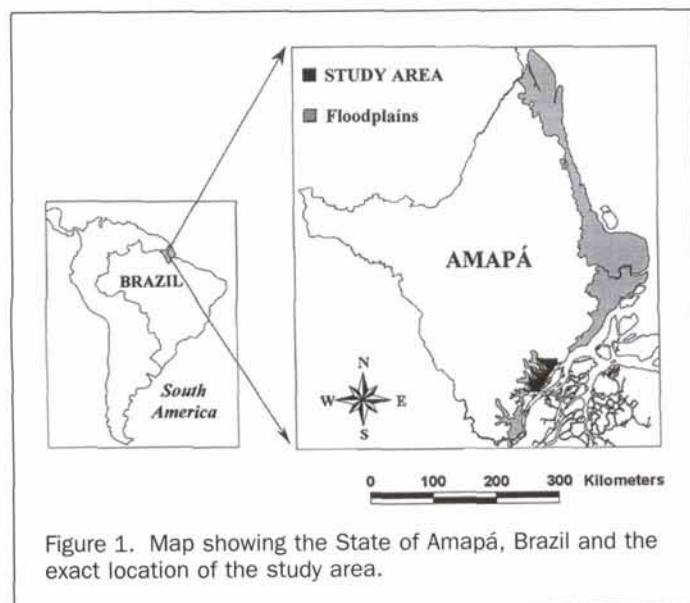 STUDY AREA
Floodplains
AMAPÁ
BRAZIL
South
America
N
W E
S
0 100 200 300 Kilometers
Figure 1. Map showing the State of Amapá, Brazil and the
exact location of the study area.